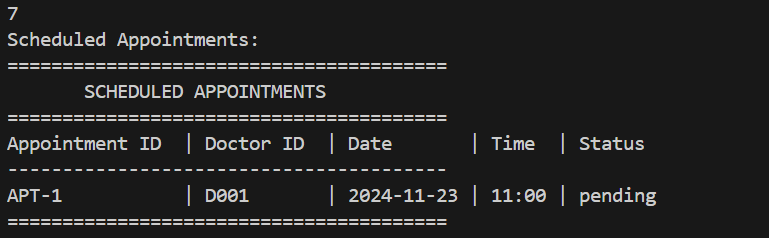 7
Scheduled Appointments:
========================================
       SCHEDULED APPOINTMENTS
========================================
Appointment ID  | Doctor ID  | Date       | Time  | Status
----------------------------------------
APT-1           | D001       | 2024-11-23 | 11:00 | pending
========================================